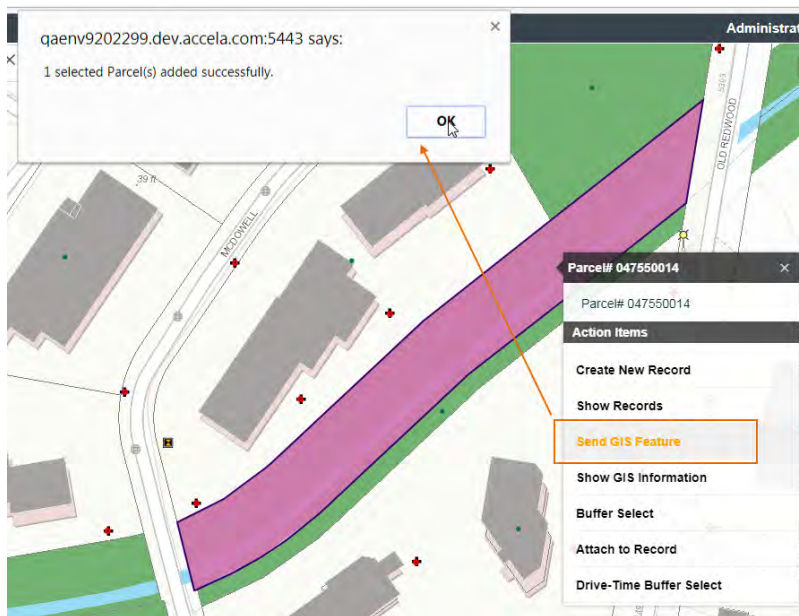 qaenv9202299.dev.accela.com:5443 says:
1 selected Parcel(s) added successfully.
OK
Administrat
.39 ft
MCDOWELL
OLD REDWOOD
Parcel# 047550014
Parcel# 047550014
Action Items
Create New Record
Show Records
Send GIS Feature
Show GIS Information
Buffer Select
Attach to Record
Drive-Time Buffer Select